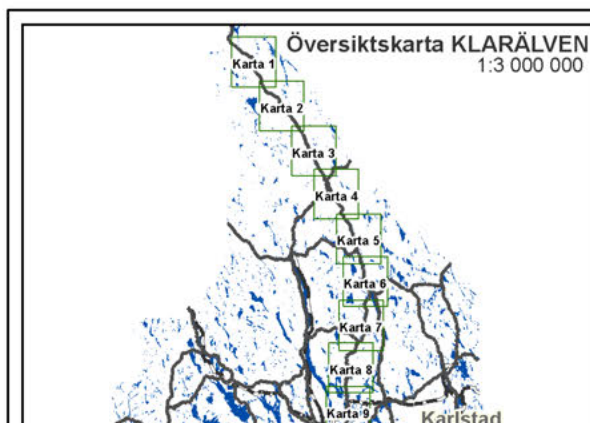 Översiktskarta KLARÄLVEN
1:3 000 000
Karta 1
Karta 2
Karta 3
Karta 4
Karta 5
Karta 6
Karta 7
Karta 8
Karta 9
Karlstad